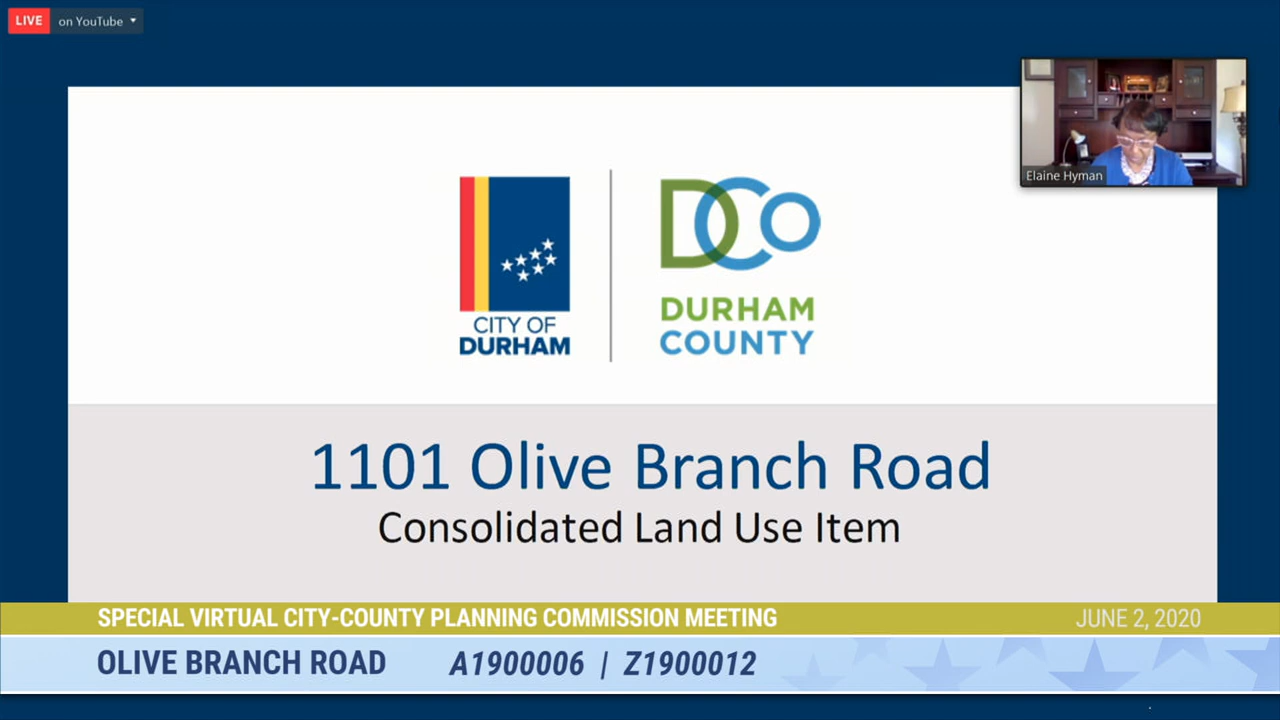 LIVE on YouTube
Elaine Hyman
CITY OF
DURHAM
DCo
DURHAM
COUNTY
1101 Olive Branch Road
Consolidated Land Use Item
SPECIAL VIRTUAL CITY-COUNTY PLANNING COMMISSION MEETING JUNE 2, 2020
OLIVE BRANCH ROAD A1900006 | Z1900012